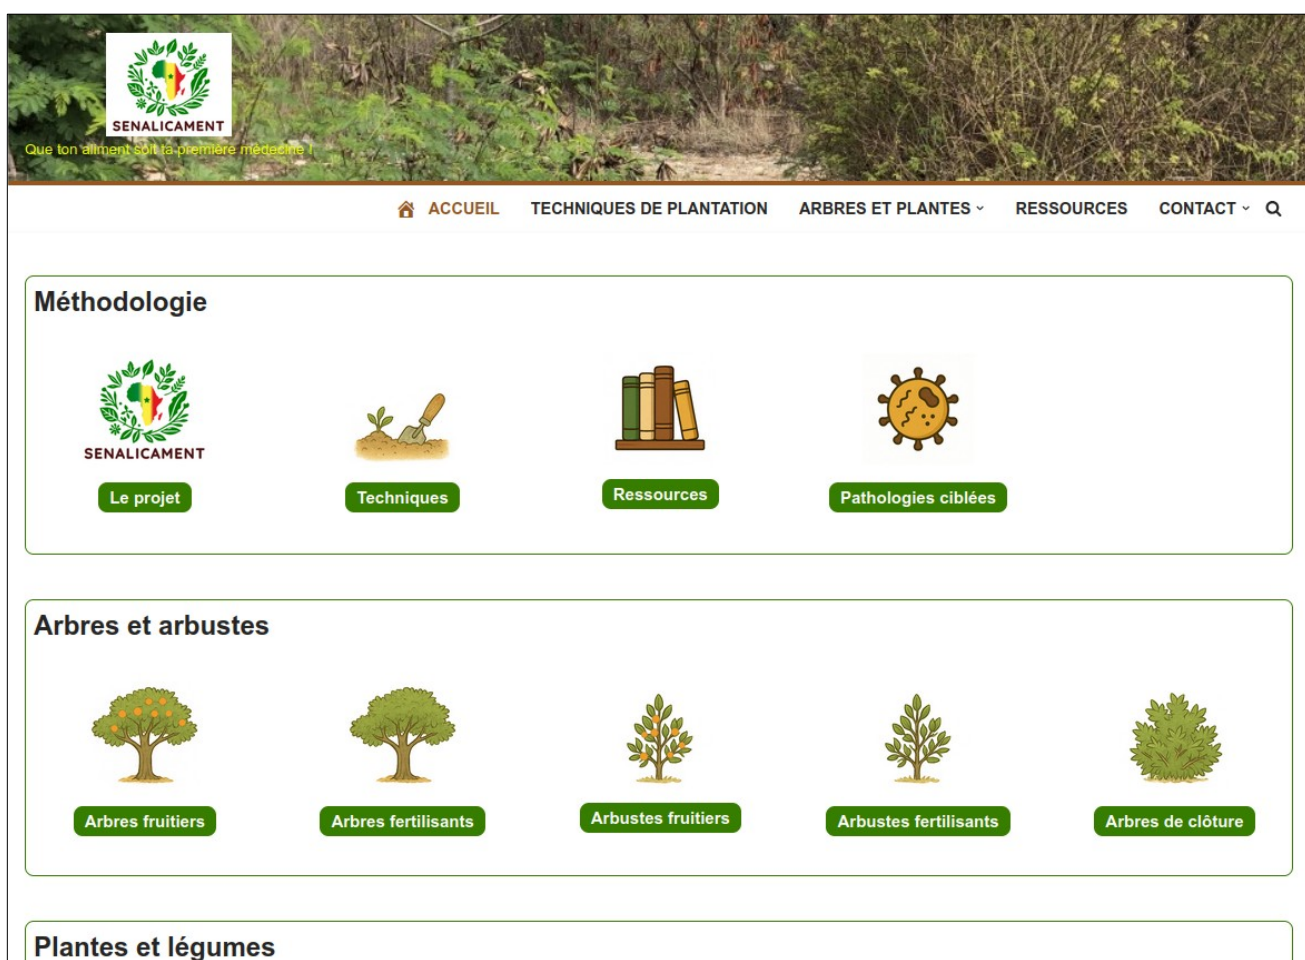 SENALICAMENT
Que ton aliment soit ta première médecine !
ACCUEIL TECHNIQUES DE PLANTATION ARBRES ET PLANTES RESSOURCES CONTACT
Méthodologie
SENALICAMENT
Le projet Techniques Ressources Pathologies ciblées
Arbres et arbustes
Arbres fruitiers Arbres fertilisants Arbustes fruitiers Arbustes fertilisants Arbres de clôture
Plantes et légumes